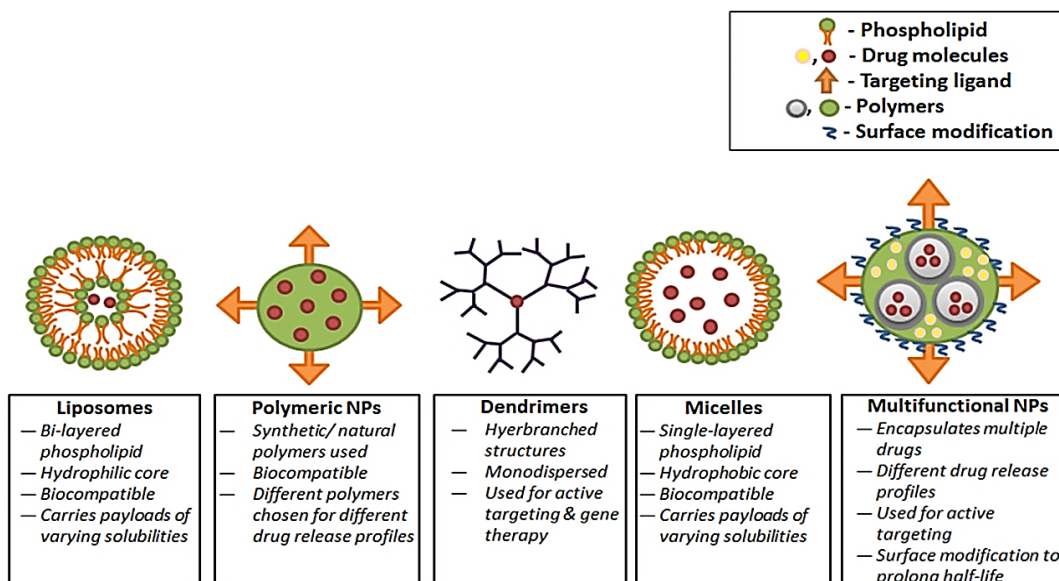 - Phospholipid
, - Drug molecules
- Targeting ligand
, - Polymers
- Surface modification
Liposomes
— Bi-layered
phospholipid
— Hydrophilic core
— Biocompatible
— Carries payloads of
varying solubilities
Polymeric NPs
— Synthetic/ natural
polymers used
— Biocompatible
— Different polymers
chosen for different
drug release profiles
Dendrimers
— Hyerbranched
structures
— Monodispersed
— Used for active
targeting & gene
therapy
Micelles
— Single-layered
phospholipid
— Hydrophobic core
— Biocompatible
— Carries payloads of
varying solubilities
Multifunctional NPs
— Encapsulates multiple
drugs
— Different drug release
profiles
— Used for active
targeting
— Surface modification to
prolong half-life